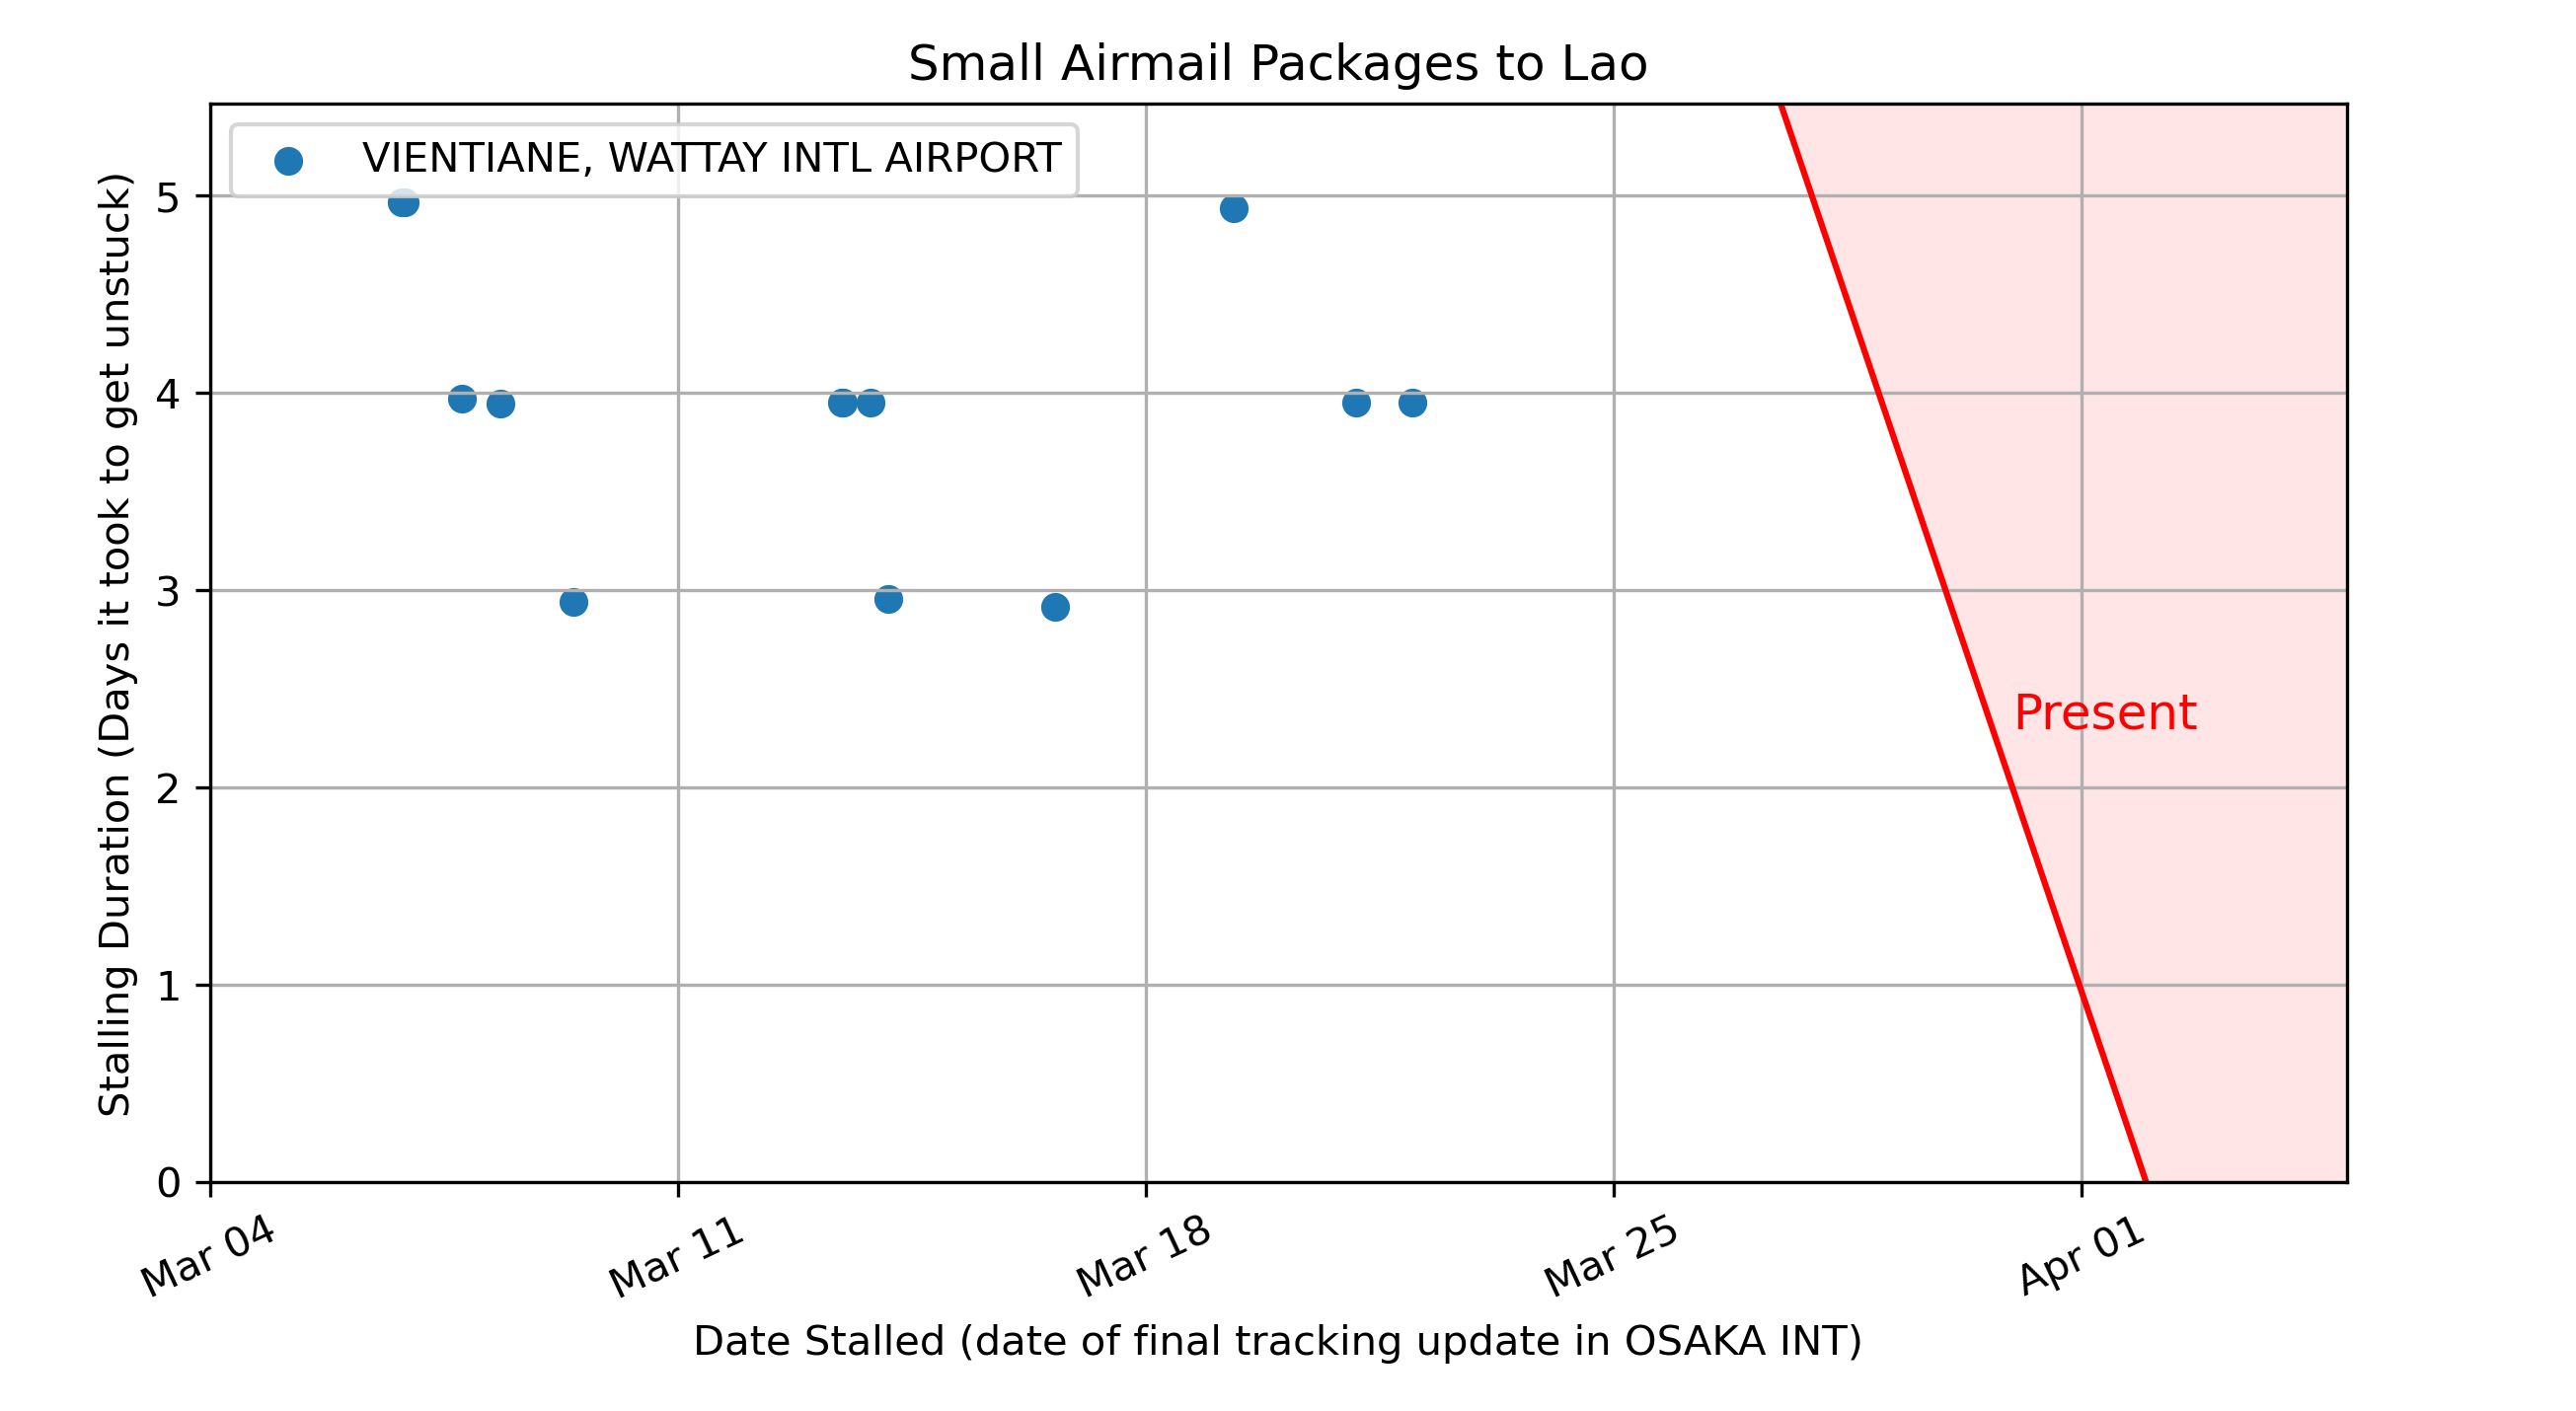 Small Airmail Packages to Lao
VIENTIANE, WATTAY INTL AIRPORT
Stalling Duration (Days it took to get unstuck)
5
4
3
2
1
0
Present
Mar 04
Mar 11
Mar 18
Mar 25
Apr 01
Date Stalled (date of final tracking update in OSAKA INT)